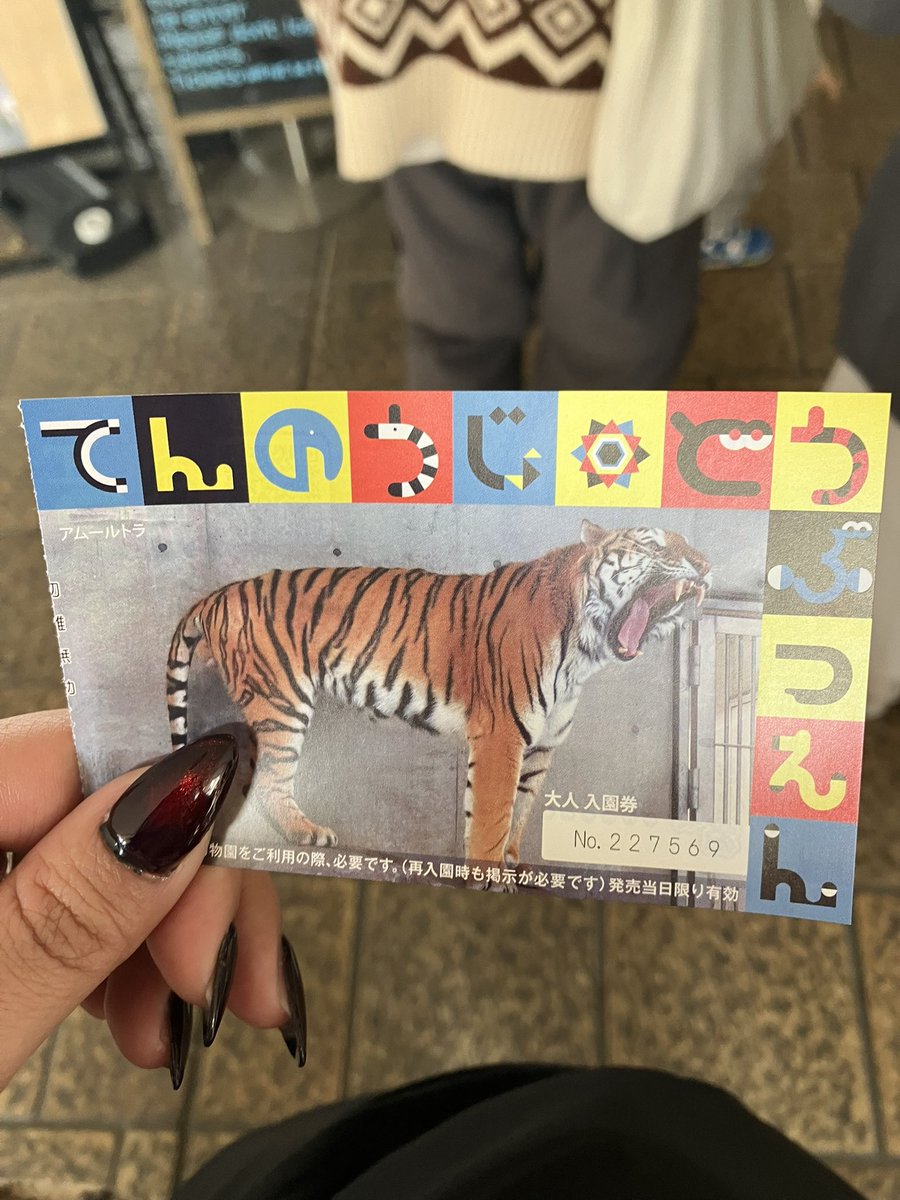 てんのうじどうぶつえん
アムールトラ
大人 入園券
No. 227569
物園をご利用の際、必要です。(再入園時も掲示が必要です)発売当日限り有効